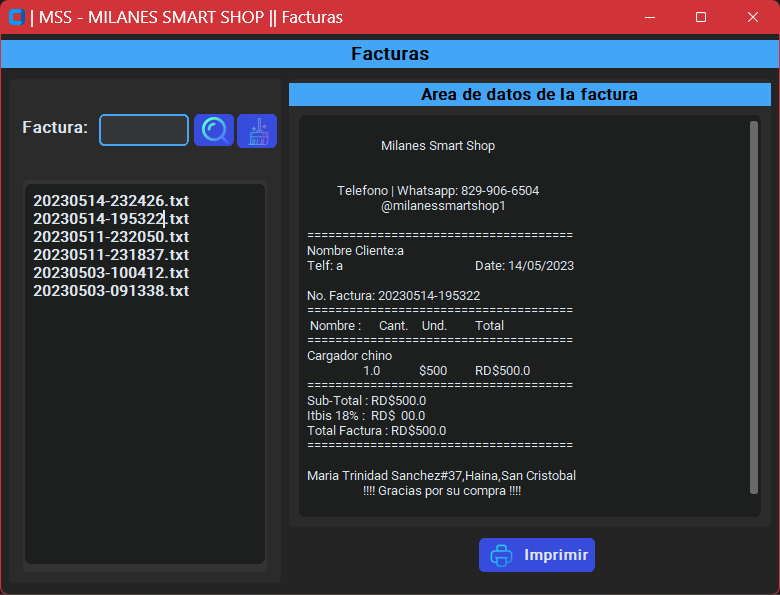 | MSS - MILANES SMART SHOP || Facturas
Facturas
Factura:
20230514-232426.txt
20230514-195322.txt
20230511-232050.txt
20230511-231837.txt
20230503-100412.txt
20230503-091338.txt
Area de datos de la factura
Milanes Smart Shop
Telefono | Whatsapp: 829-906-6504
@milanessmartshop1
======================================
Nombre Cliente:a
Telf: a Date: 14/05/2023
No. Factura: 20230514-195322
======================================
Nombre : Cant. Und. Total
======================================
Cargador chino
1.0 $500 RD$500.0
======================================
Sub-Total : RD$500.0
Itbis 18% : RD$ 00.0
Total Factura : RD$500.0
======================================
Maria Trinidad Sanchez#37,Haina,San Cristobal
!!!! Gracias por su compra !!!!
Imprimir